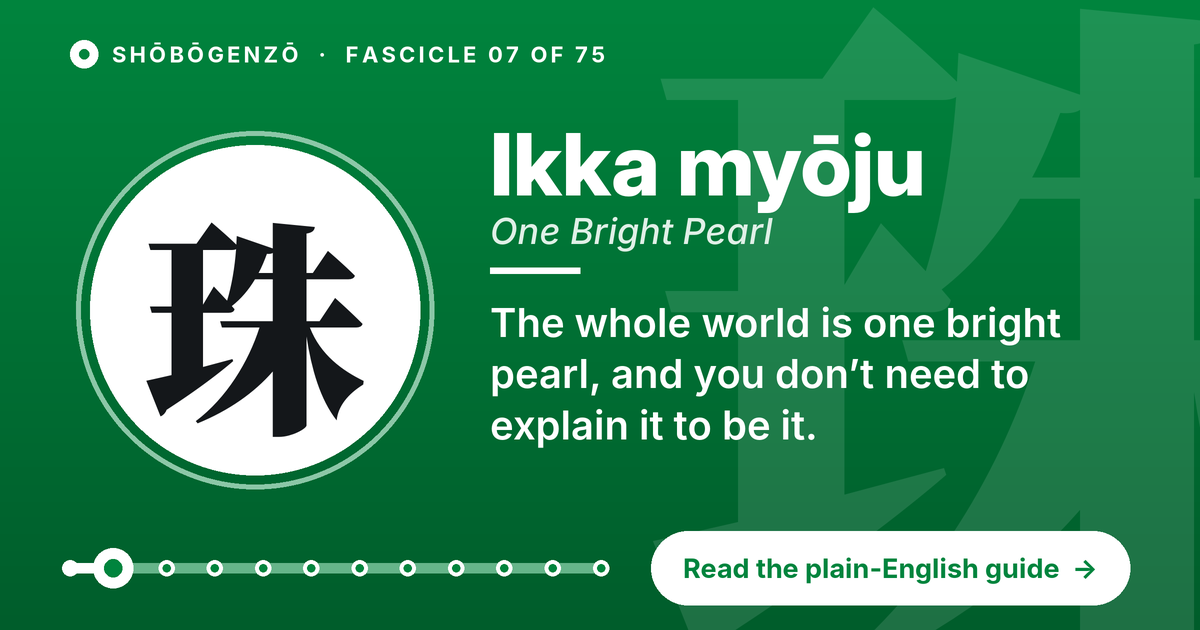 SHŌBŌGENZŌ · FASCICLE 07 OF 75
珠
Ikka myōju
One Bright Pearl
The whole world is one bright
pearl, and you don’t need to
explain it to be it.
Read the plain-English guide →